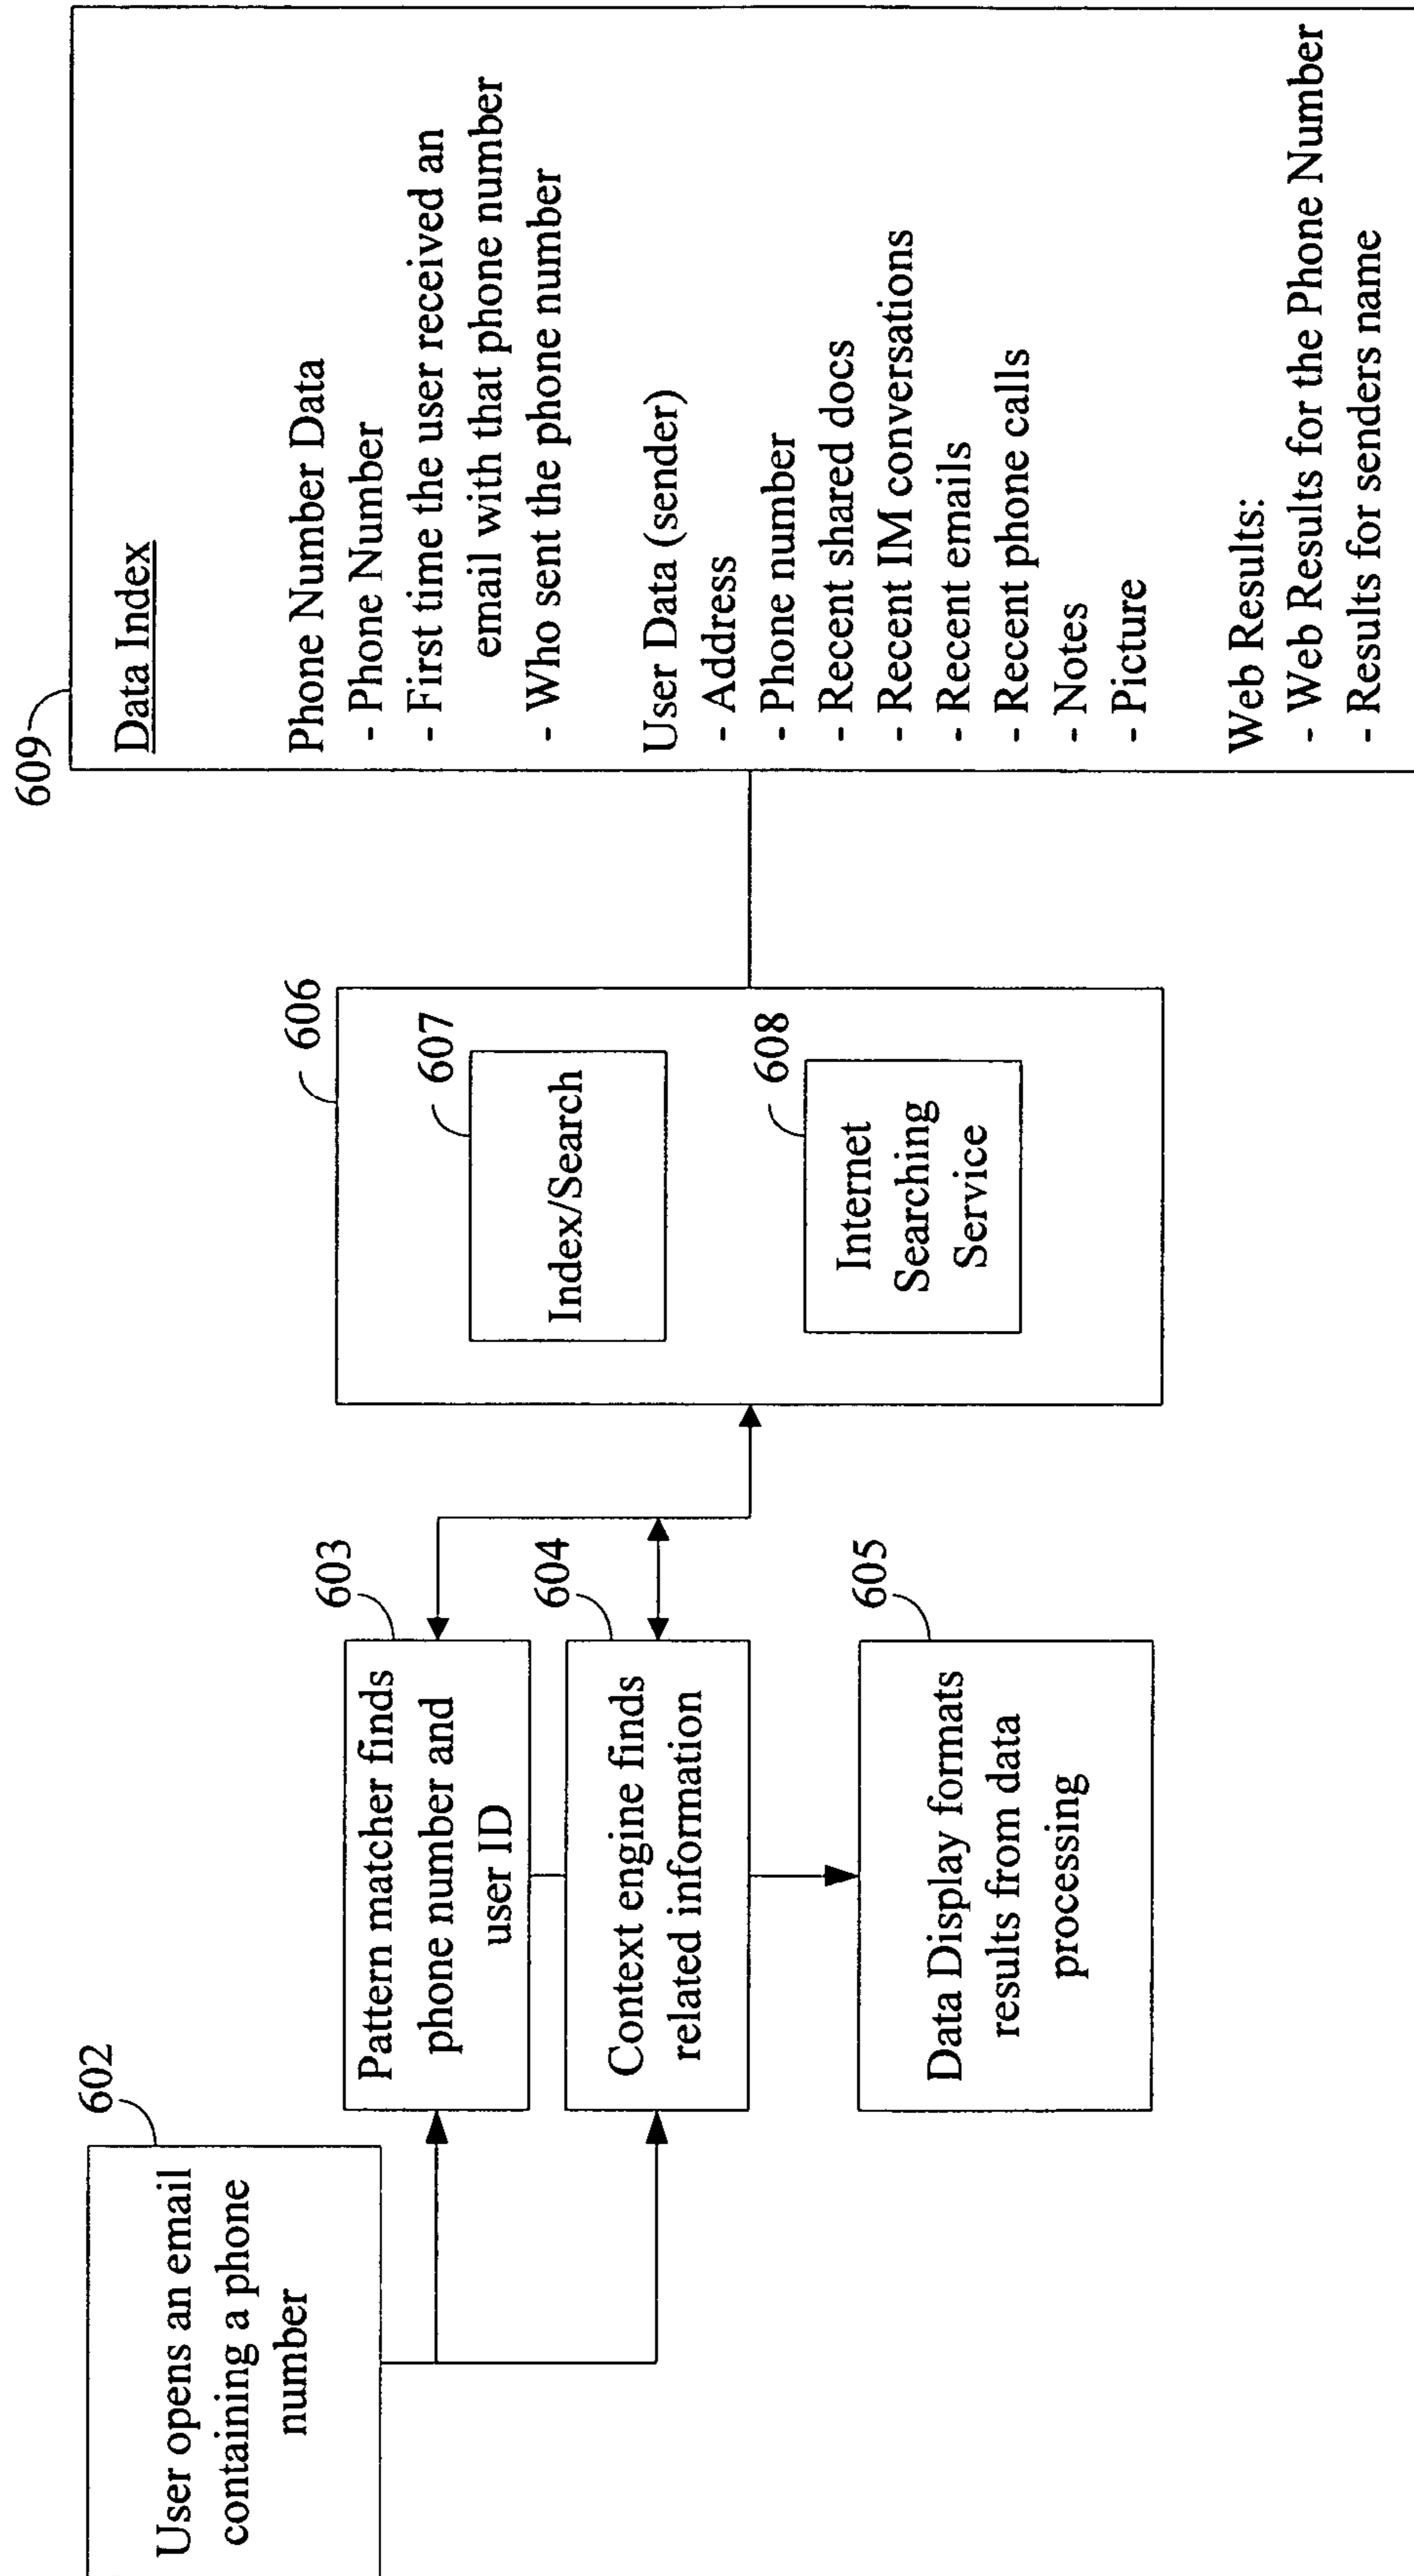 602
User opens an email
containing a phone
number
603
Pattern matcher finds
phone number and
user ID
604
Context engine finds
related information
605
Data Display formats
results from data
processing
606
607
Index/Search
608
Internet
Searching
Service
609
Data Index
Phone Number Data
- Phone Number
- First time the user received an
email with that phone number
- Who sent the phone number
User Data (sender)
- Address
- Phone number
- Recent shared docs
- Recent IM conversations
- Recent emails
- Recent phone calls
- Notes
- Picture
Web Results:
- Web Results for the Phone Number
- Results for senders name